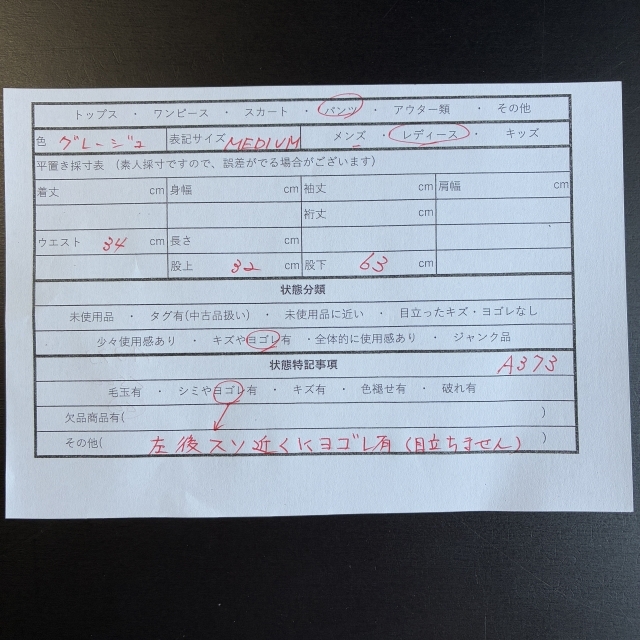 トップス ・ ワンピース ・ スカート ・ パンツ ・ アウター類 ・ その他
色 グレージュ 表記サイズ MEDIUM メンズ ・ レディース ・ キッズ
平置き採寸表 (素人採寸ですので、誤差がでる場合がございます)
着丈 cm 身幅 cm 袖丈 cm 肩幅 cm
裄丈 cm
ウエスト 34 cm 長さ cm
股上 32 cm 股下 63 cm
状態分類
未使用品 ・ タグ有(中古品扱い) ・ 未使用品に近い ・ 目立ったキズ・ヨゴレなし
少々使用感あり ・ キズやヨゴレ有 ・全体的に使用感あり ・ ジャンク品
状態特記事項 A373
毛玉有 ・ シミやヨゴレ有 ・ キズ有 ・ 色褪せ有 ・ 破れ有
欠品商品有( )
その他( 左後スソ近くにヨゴレ有(目立ちません) )